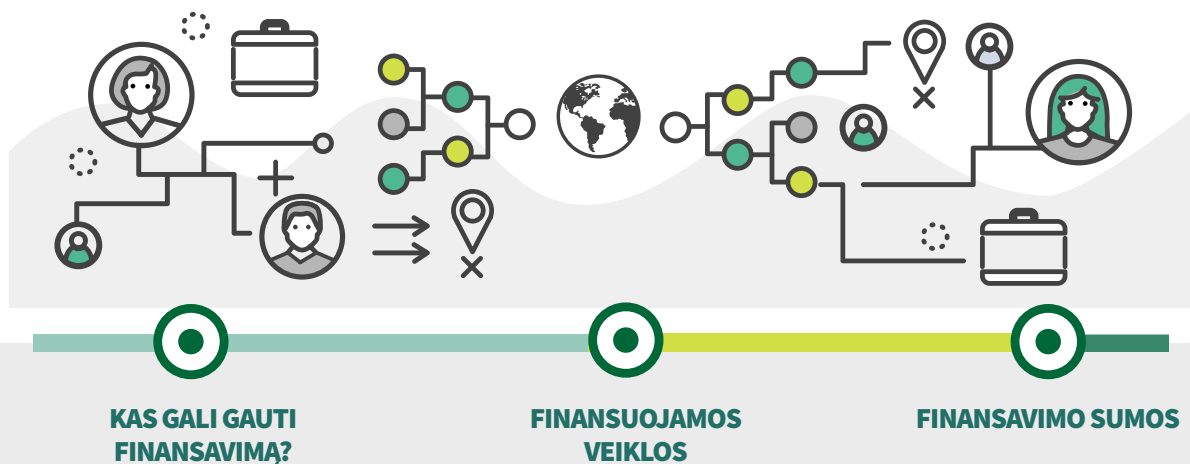 KAS GALI GAUTI
FINANSAVIMĄ?
FINANSUOJAMOS
VEIKLOS
FINANSAVIMO SUMOS